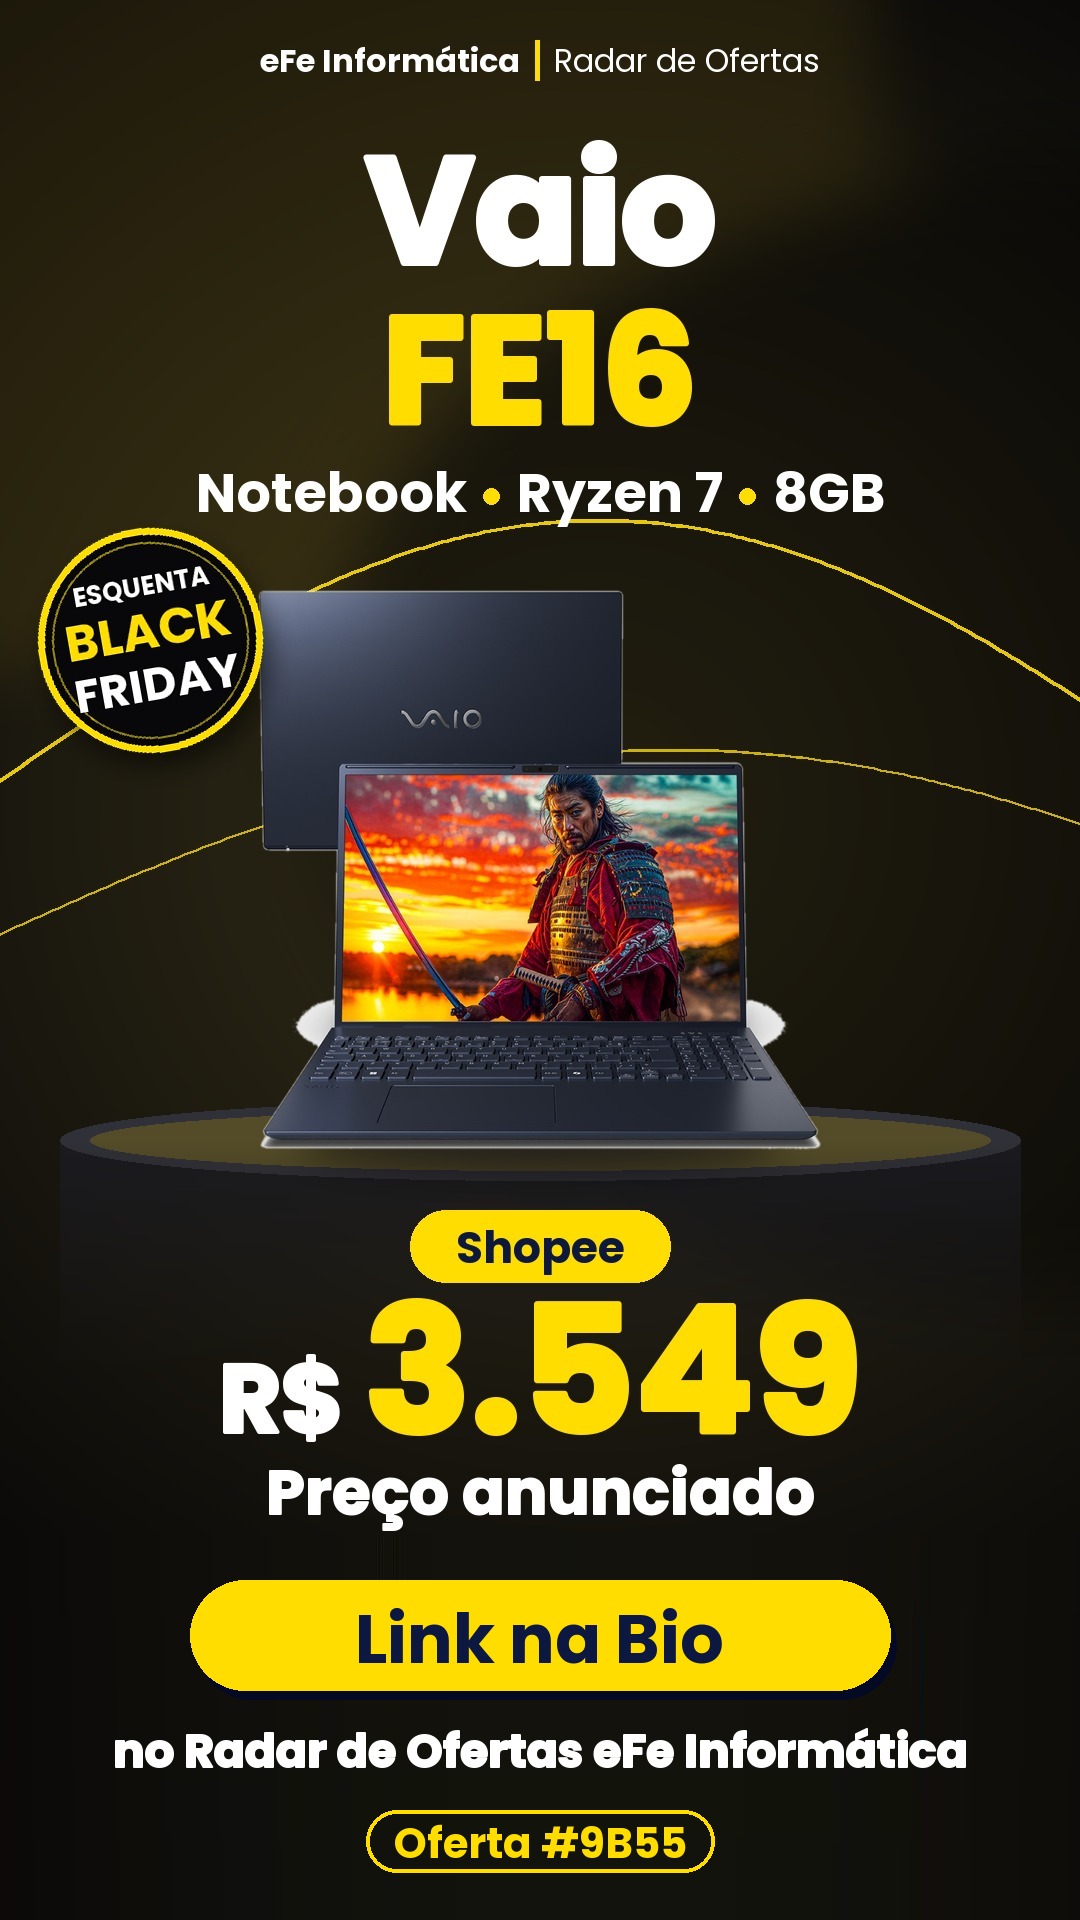 eFe Informática | Radar de Ofertas
Vaio
FE16
Notebook • Ryzen 7 • 8GB
ESQUENTA
BLACK
FRIDAY
VAIO
Shopee
R$ 3.549
Preço anunciado
Link na Bio
no Radar de Ofertas eFe Informática
Oferta #9B55